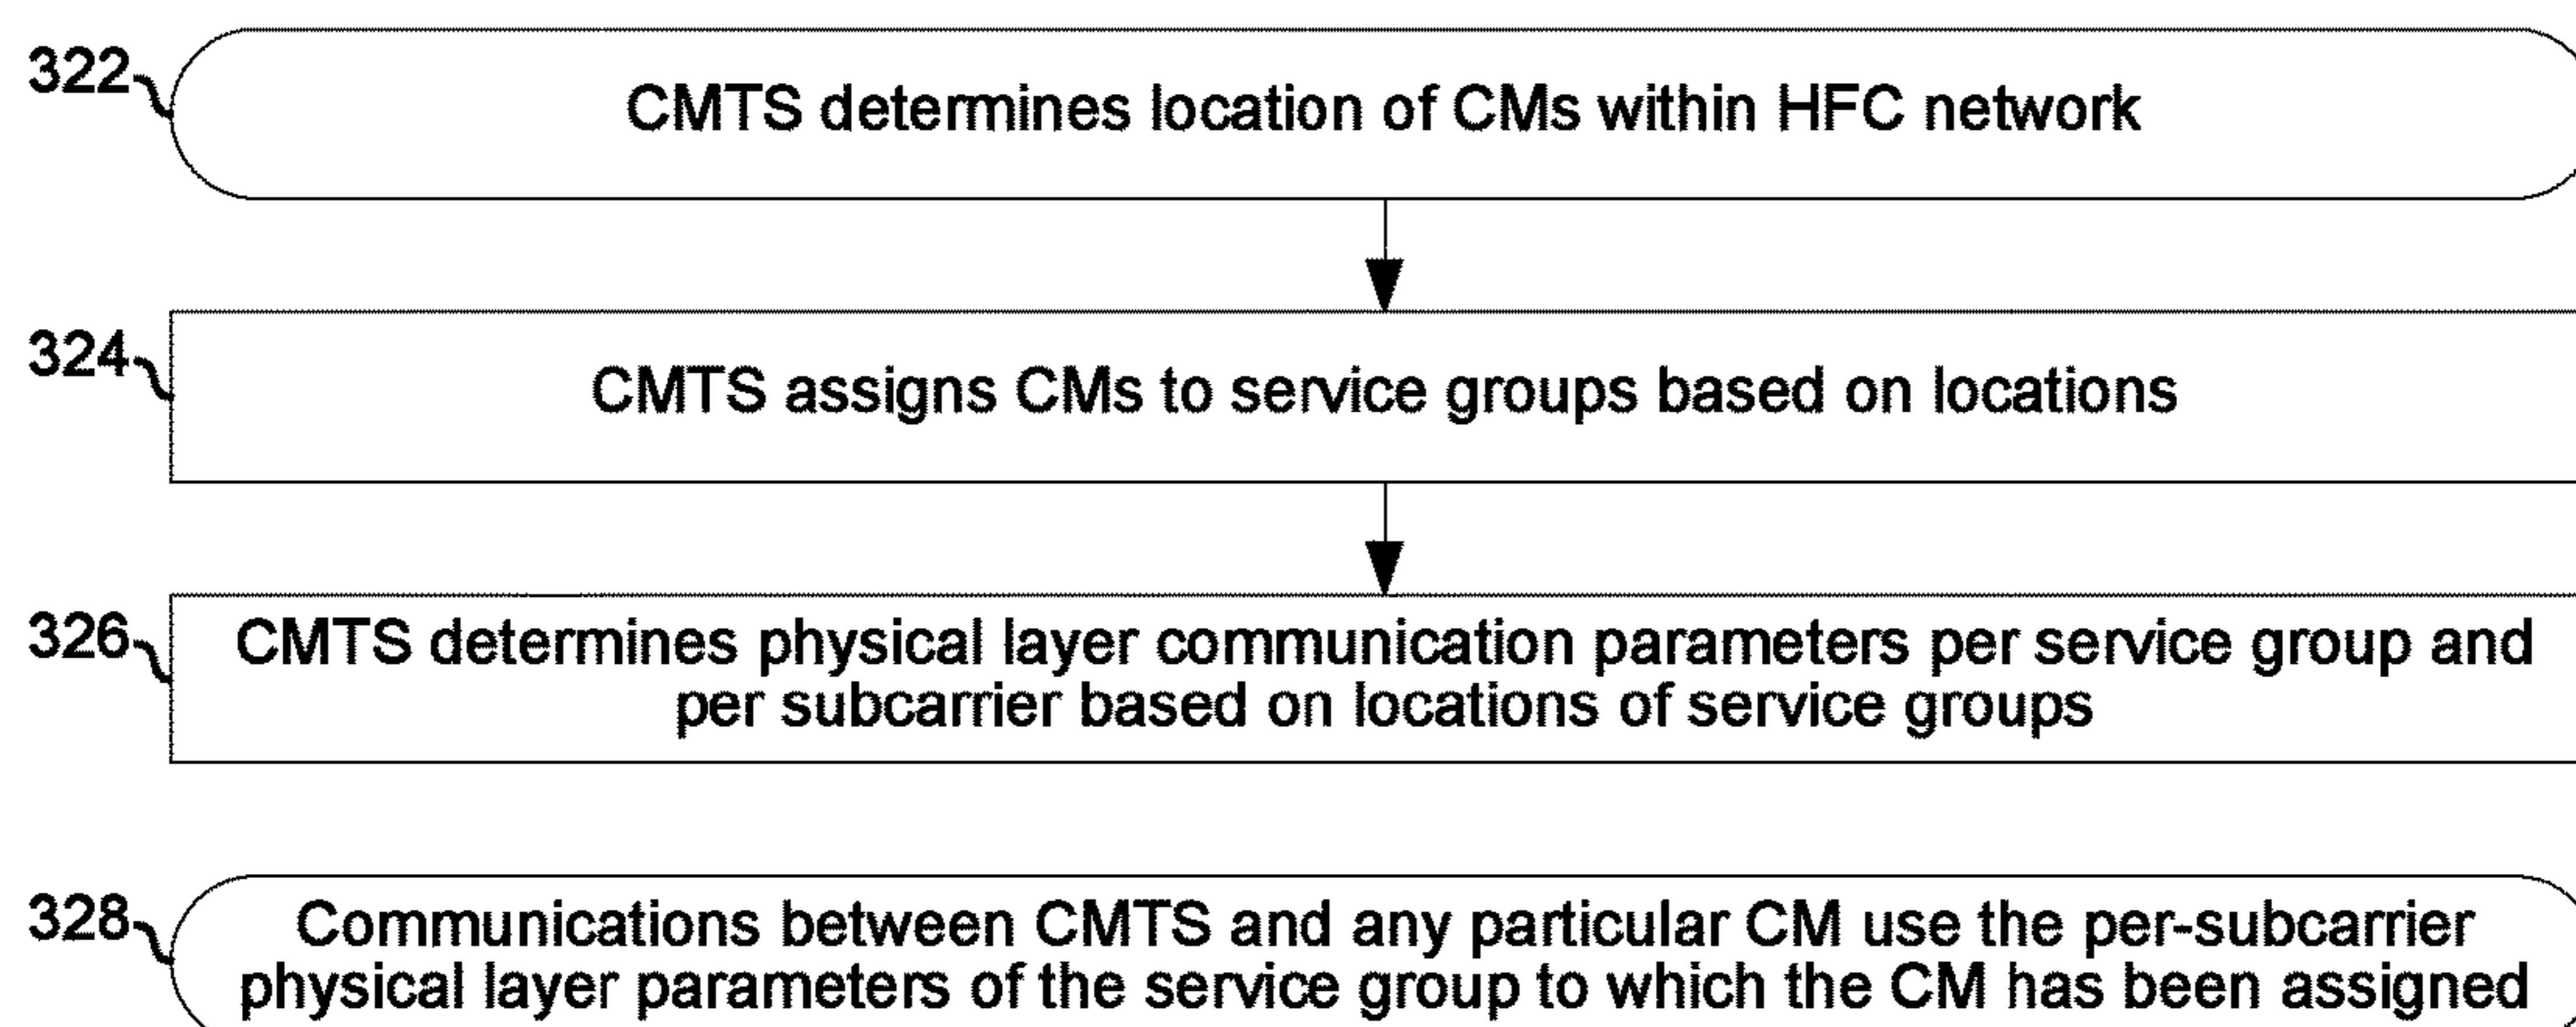 322
CMTS determines location of CMs within HFC network
324
CMTS assigns CMs to service groups based on locations
326
CMTS determines physical layer communication parameters per service group and
per subcarrier based on locations of service groups
328
Communications between CMTS and any particular CM use the per-subcarrier
physical layer parameters of the service group to which the CM has been assigned